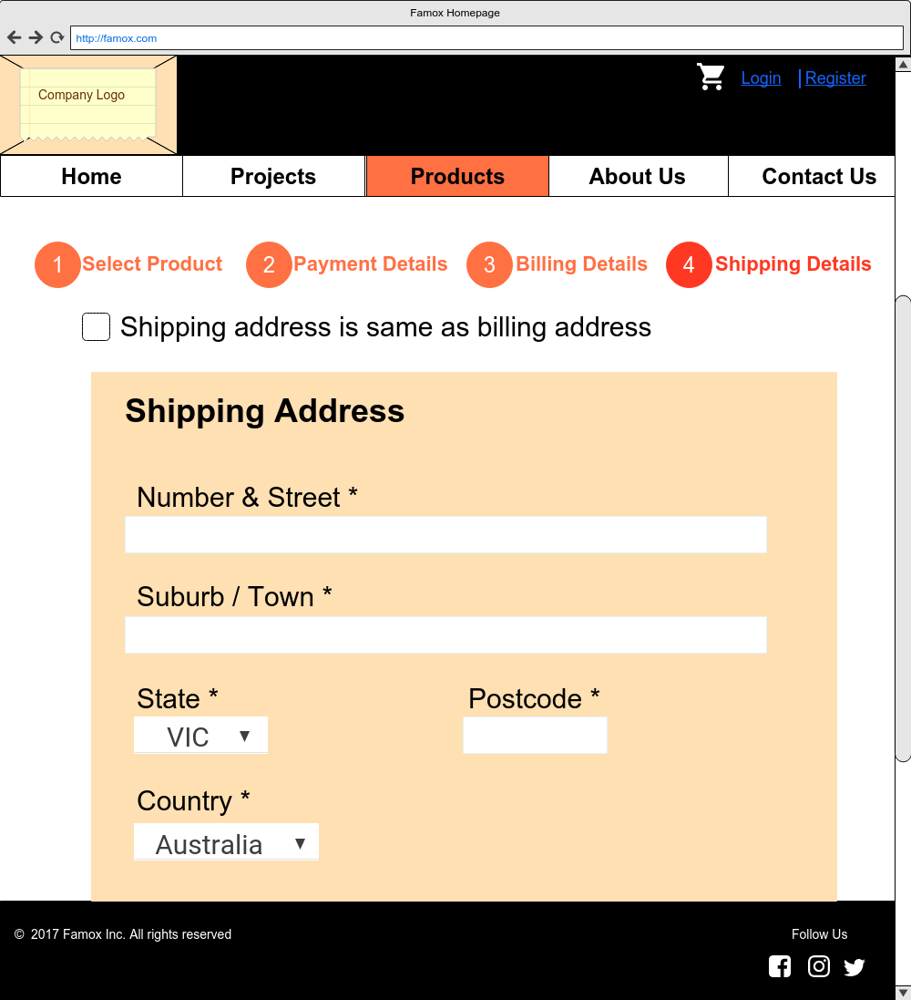 Famox Homepage
http://famox.com
Company Logo
Login | Register
Home Projects Products About Us Contact Us
1 Select Product 2 Payment Details 3 Billing Details 4 Shipping Details
Shipping address is same as billing address
Shipping Address
Number & Street *
Suburb / Town *
State * Postcode *
VIC
Country *
Australia
© 2017 Famox Inc. All rights reserved Follow Us